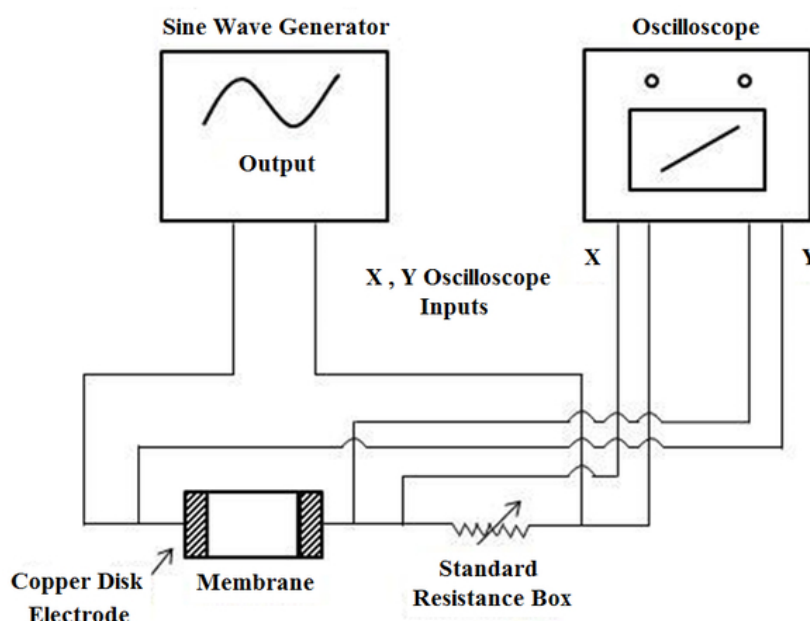 Sine Wave Generator
Oscilloscope
Output
X
Y
X , Y Oscilloscope
Inputs
Copper Disk
Electrode
Membrane
Standard
Resistance Box